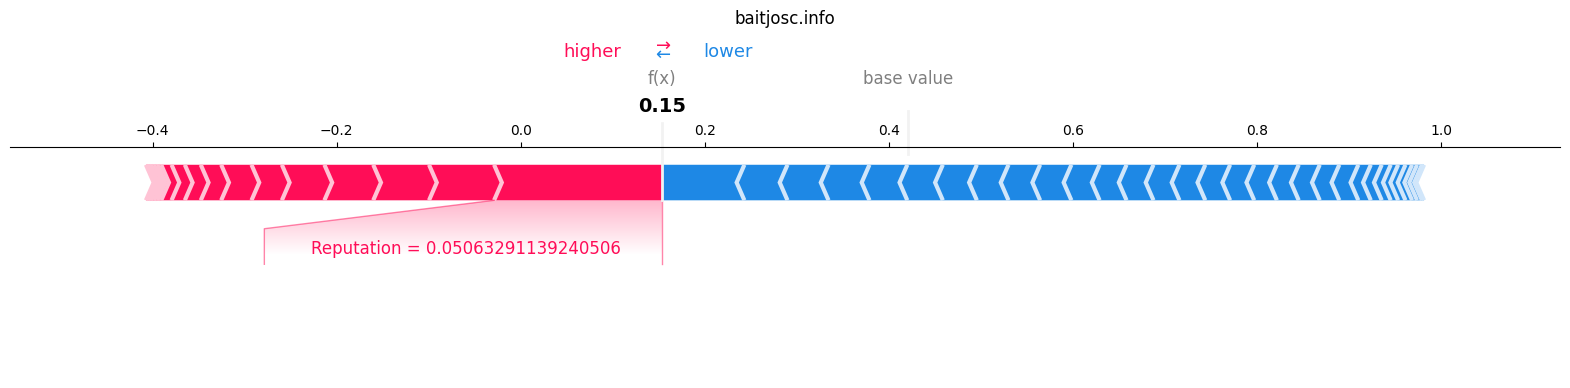 baitjosc.info
higher ⇄ lower
f(x) base value
0.15
−0.4 −0.2 0.0 0.2 0.4 0.6 0.8 1.0
Reputation = 0.05063291139240506